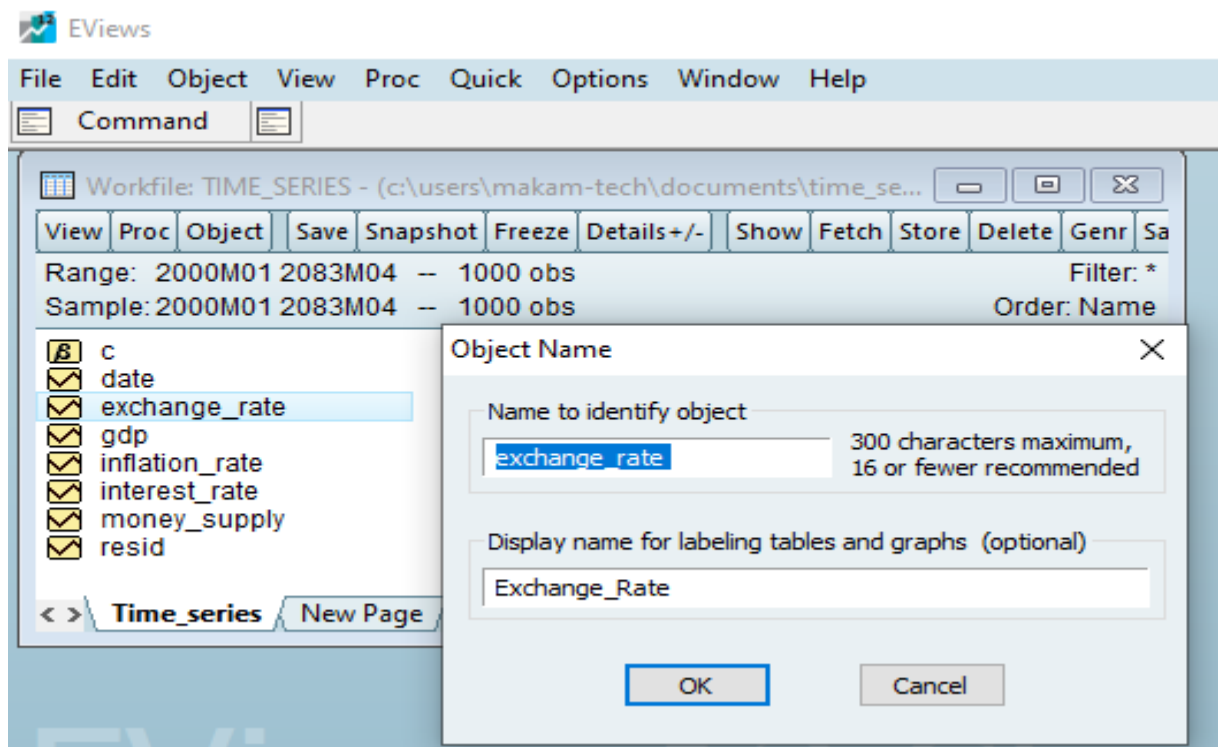 EViews
File Edit Object View Proc Quick Options Window Help
Command
Workfile: TIME_SERIES - (c:\users\makam-tech\documents\time_se...
View Proc Object Save Snapshot Freeze Details+/- Show Fetch Store Delete Genr Sa
Range: 2000M01 2083M04 -- 1000 obs Filter: *
Sample: 2000M01 2083M04 -- 1000 obs Order: Name
c
date
exchange_rate
gdp
inflation_rate
interest_rate
money_supply
resid
Time_series New Page
Object Name
Name to identify object
exchange_rate 300 characters maximum,
16 or fewer recommended
Display name for labeling tables and graphs (optional)
Exchange_Rate
OK Cancel